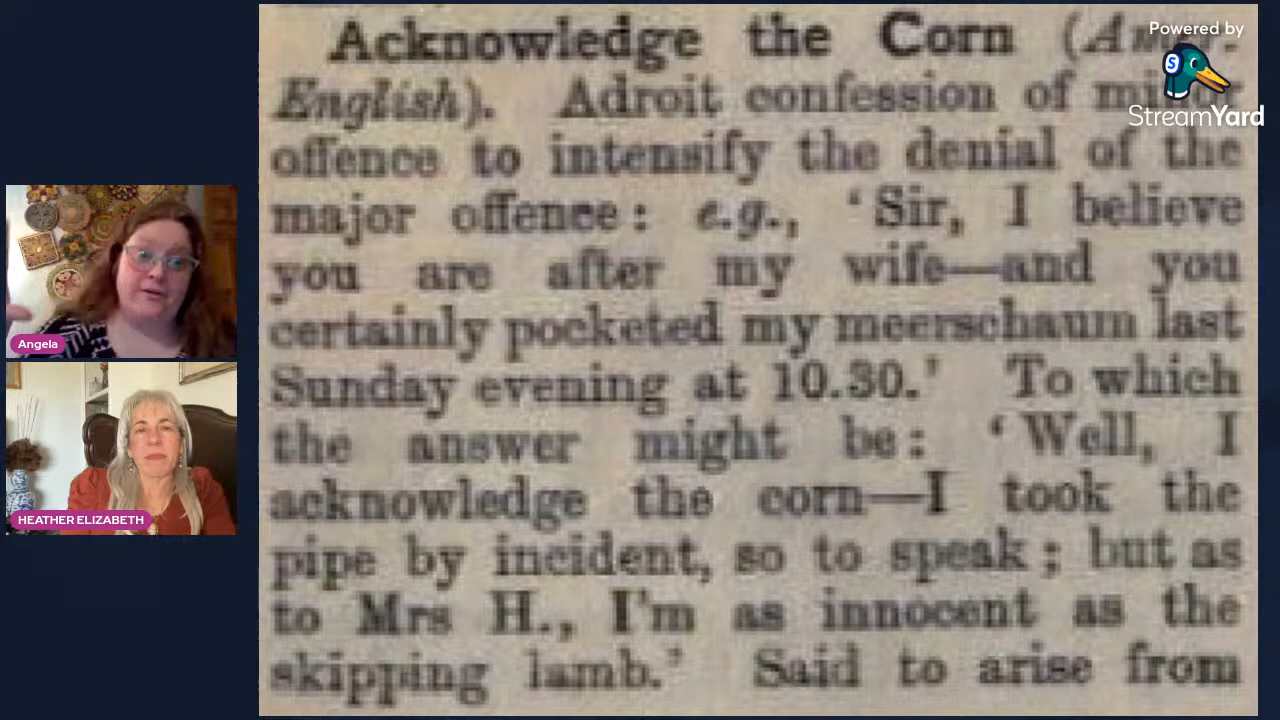 Acknowledge the Corn (Amer.
English). Adroit confession of minor
offence to intensify the denial of the
major offence: e.g., ‘Sir, I believe
you are after my wife—and you
certainly pocketed my meerschaum last
Sunday evening at 10.30.’ To which
the answer might be: ‘Well, I
acknowledge the corn—I took the
pipe by incident, so to speak; but as
to Mrs H., I’m as innocent as the
skipping lamb.’ Said to arise from
Powered by
StreamYard
Angela
HEATHER ELIZABETH